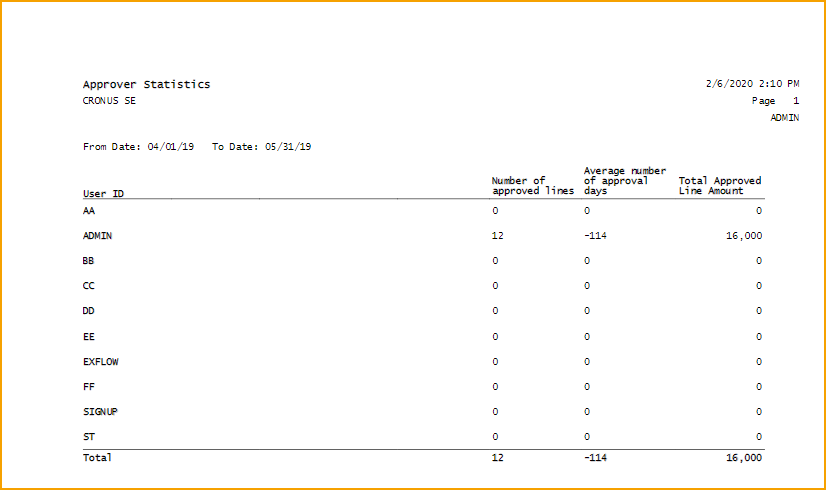 Approver Statistics 2/6/2020 2:10 PM
CRONUS SE Page 1
ADMIN
From Date: 04/01/19 To Date: 05/31/19
Average number
Number of of approval Total Approved
User ID approved lines days Line Amount
AA 0 0 0
ADMIN 12 -114 16,000
BB 0 0 0
CC 0 0 0
DD 0 0 0
EE 0 0 0
EXFLOW 0 0 0
FF 0 0 0
SIGNUP 0 0 0
ST 0 0 0
Total 12 -114 16,000